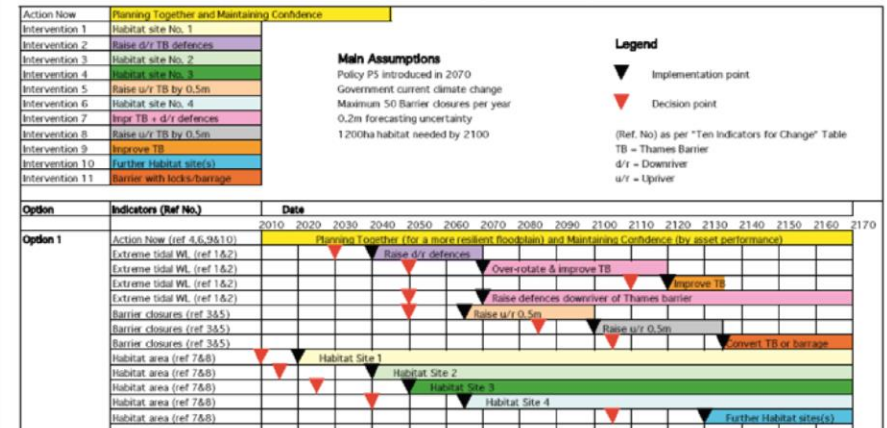 Action Now Planning Together and Maintaining Confidence
Intervention 1 Habitat site No. 1
Intervention 2 Raise d/r TB defences
Intervention 3 Habitat site No. 2
Intervention 4 Habitat site No. 3
Intervention 5 Raise u/r TB by 0.5m
Intervention 6 Habitat site No. 4
Intervention 7 Impr TB + d/r defences
Intervention 8 Raise u/r TB by 0.5m
Intervention 9 Improve TB
Intervention 10 Further Habitat site(s)
Intervention 11 Barrier with locks/barrage
Main Assumptions
Policy P5 introduced in 2070
Government current climate change
Maximum 50 Barrier closures per year
0.2m forecasting uncertainty
1200ha habitat needed by 2100
Legend
Implementation point
Decision point
(Ref. No) as per "Ten Indicators for Change" Table
TB = Thames Barrier
d/r = Downriver
u/r = Upriver
Option Indicators (Ref No.) Date
2010 2020 2030 2040 2050 2060 2070 2080 2090 2100 2110 2120 2130 2140 2150 2160 2170
Option 1 Action Now (ref 4,6,9&10) Planning Together (for a more resilient floodplain) and Maintaining Confidence (by asset performance)
Extreme tidal WL (ref 1&2) Raise d/r defences
Extreme tidal WL (ref 1&2) Over-rotate & improve TB
Extreme tidal WL (ref 1&2) Improve TB
Extreme tidal WL (ref 1&2) Raise defences downriver of Thames barrier
Barrier closures (ref 3&5) Raise u/r 0.5m
Barrier closures (ref 3&5) Raise u/r 0.5m
Barrier closures (ref 3&5) Convert TB or barrage
Habitat area (ref 7&8) Habitat Site 1
Habitat area (ref 7&8) Habitat Site 2
Habitat area (ref 7&8) Habitat Site 3
Habitat area (ref 7&8) Habitat Site 4
Habitat area (ref 7&8) Further Habitat sites(s)